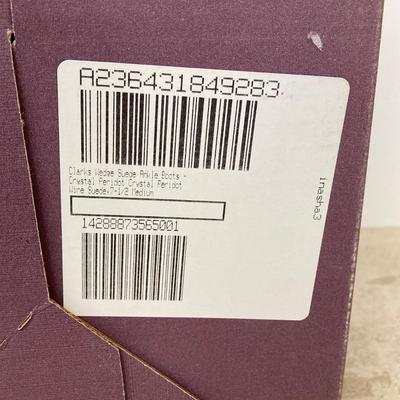 A236431849283
Clarks Wedge Suede Ankle Boots -
Crystal Peridot Crystal Peridot
Wine Suede×7-1/2 Medium
14288873565001
inasha3